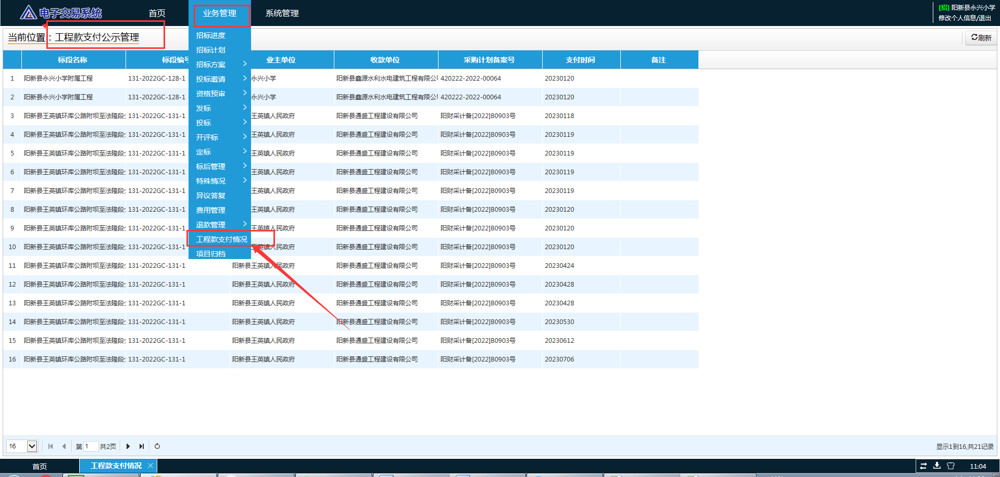 电子交易系统 首页 业务管理 系统管理 [招] 阳新县永兴小学
修改个人信息/退出
当前位置：工程款支付公示管理 刷新
招标进度
招标计划
招标方案
投标邀请
资格预审
发标
投标
开评标
定标
标后管理
特殊情况
异议答复
费用管理
退款管理
工程款支付情况
项目归档
标段名称 标段编号 业主单位 收款单位 采购计划备案号 支付时间 备注
1 阳新县永兴小学附属工程 131-2022GC-128-1 永兴小学 阳新县鑫源水利水电建筑工程有限公 420222-2022-00064 20230120
2 阳新县永兴小学附属工程 131-2022GC-128-1 永兴小学 阳新县鑫源水利水电建筑工程有限公 420222-2022-00064 20230120
3 阳新县王英镇环库公路附坝至法隆段 131-2022GC-131-1 王英镇人民政府 阳新县通盛工程建设有限公司 阳财采计备[2022]B0903号 20230118
4 阳新县王英镇环库公路附坝至法隆段 131-2022GC-131-1 王英镇人民政府 阳新县通盛工程建设有限公司 阳财采计备[2022]B0903号 20230119
5 阳新县王英镇环库公路附坝至法隆段 131-2022GC-131-1 王英镇人民政府 阳新县通盛工程建设有限公司 阳财采计备[2022]B0903号 20230119
6 阳新县王英镇环库公路附坝至法隆段 131-2022GC-131-1 王英镇人民政府 阳新县通盛工程建设有限公司 阳财采计备[2022]B0903号 20230119
7 阳新县王英镇环库公路附坝至法隆段 131-2022GC-131-1 王英镇人民政府 阳新县通盛工程建设有限公司 阳财采计备[2022]B0903号 20230119
8 阳新县王英镇环库公路附坝至法隆段 131-2022GC-131-1 王英镇人民政府 阳新县通盛工程建设有限公司 阳财采计备[2022]B0903号 20230120
9 阳新县王英镇环库公路附坝至法隆段 131-2022GC-131-1 王英镇人民政府 阳新县通盛工程建设有限公司 阳财采计备[2022]B0903号 20230120
10 阳新县王英镇环库公路附坝至法隆段 131-2022GC-131-1 王英镇人民政府 阳新县通盛工程建设有限公司 阳财采计备[2022]B0903号 20230120
11 阳新县王英镇环库公路附坝至法隆段 131-2022GC-131-1 阳新县王英镇人民政府 阳新县通盛工程建设有限公司 阳财采计备[2022]B0903号 20230424
12 阳新县王英镇环库公路附坝至法隆段 131-2022GC-131-1 阳新县王英镇人民政府 阳新县通盛工程建设有限公司 阳财采计备[2022]B0903号 20230428
13 阳新县王英镇环库公路附坝至法隆段 131-2022GC-131-1 阳新县王英镇人民政府 阳新县通盛工程建设有限公司 阳财采计备[2022]B0903号 20230428
14 阳新县王英镇环库公路附坝至法隆段 131-2022GC-131-1 阳新县王英镇人民政府 阳新县通盛工程建设有限公司 阳财采计备[2022]B0903号 20230530
15 阳新县王英镇环库公路附坝至法隆段 131-2022GC-131-1 阳新县王英镇人民政府 阳新县通盛工程建设有限公司 阳财采计备[2022]B0903号 20230612
16 阳新县王英镇环库公路附坝至法隆段 131-2022GC-131-1 阳新县王英镇人民政府 阳新县通盛工程建设有限公司 阳财采计备[2022]B0903号 20230706
16 第 1 共2页 显示1到16,共21记录
首页 工程款支付情况 11:04